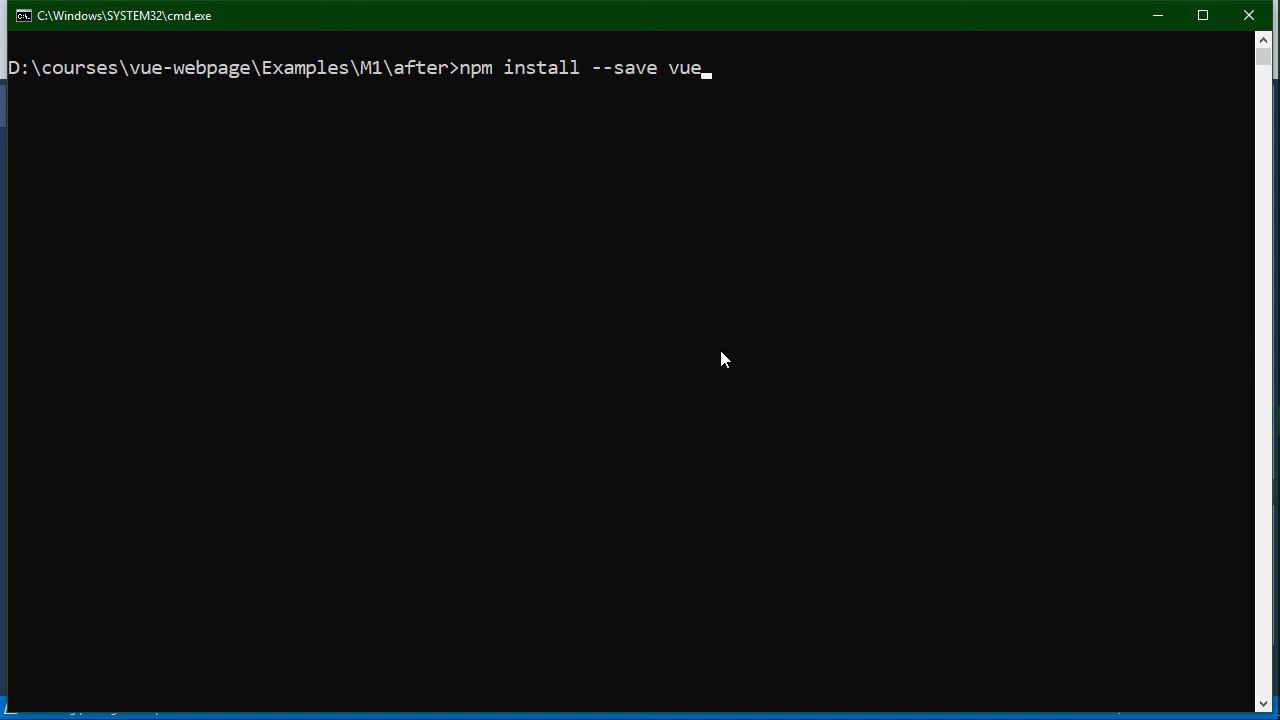 C:\Windows\SYSTEM32\cmd.exe
D:\courses\vue-webpage\Examples\M1\after>npm install --save vue